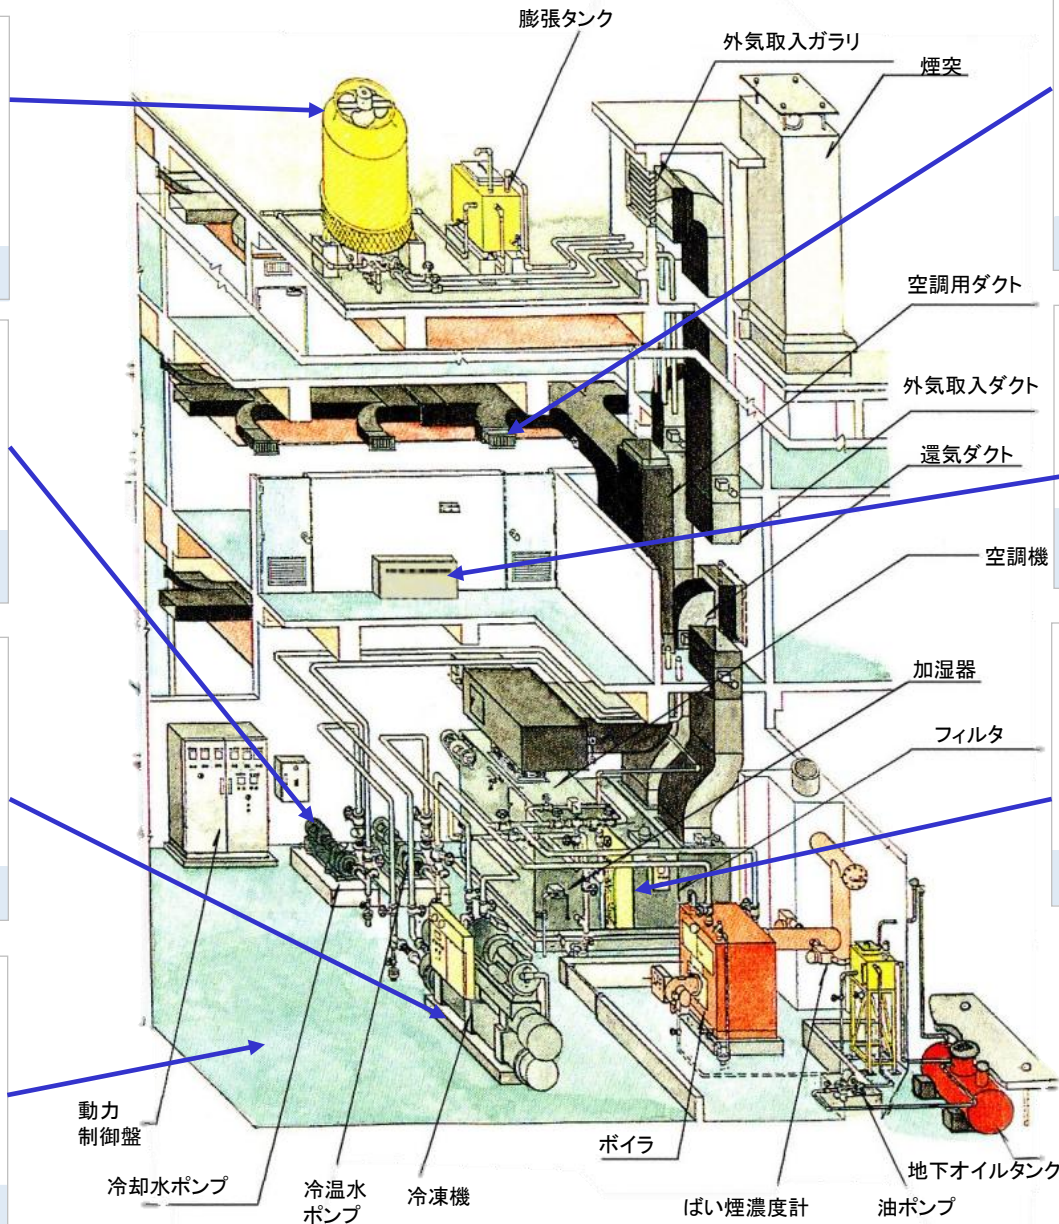 膨張タンク
外気取入ガラリ
煙突
空調用ダクト
外気取入ダクト
還気ダクト
空調機
加湿器
フィルタ
動力
制御盤
冷却水ポンプ
冷温水
ポンプ
冷凍機
ボイラ
ばい煙濃度計
油ポンプ
地下オイルタンク